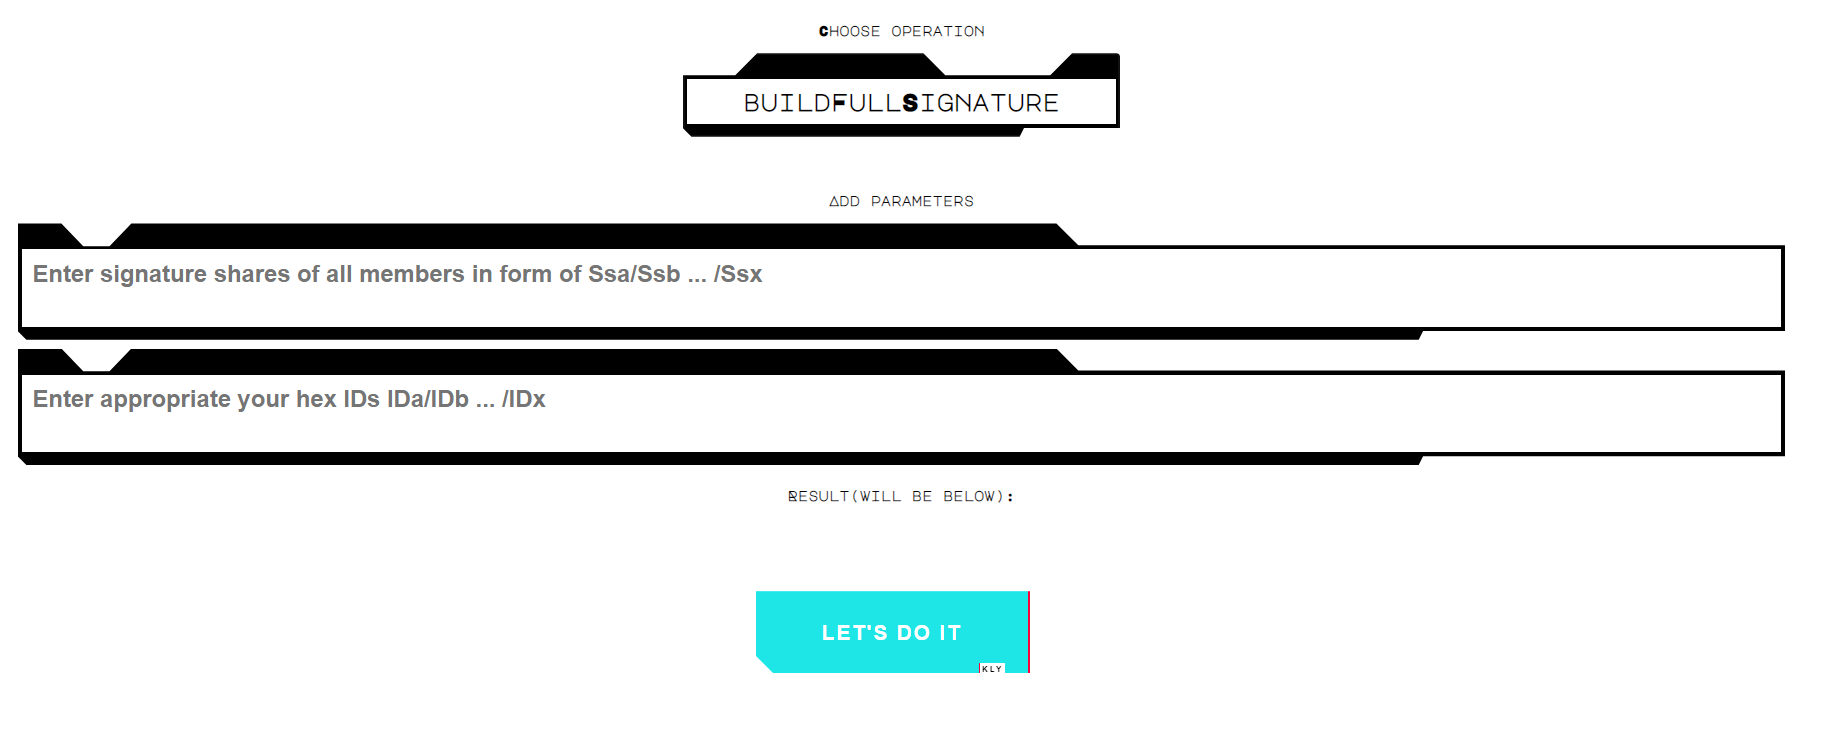 CHOOSE OPERATION
BUILDFULLSIGNATURE
ADD PARAMETERS
Enter signature shares of all members in form of Ssa/Ssb ... /Ssx
Enter appropriate your hex IDs IDa/IDb ... /IDx
RESULT(WILL BE BELOW):
LET'S DO IT
KLY